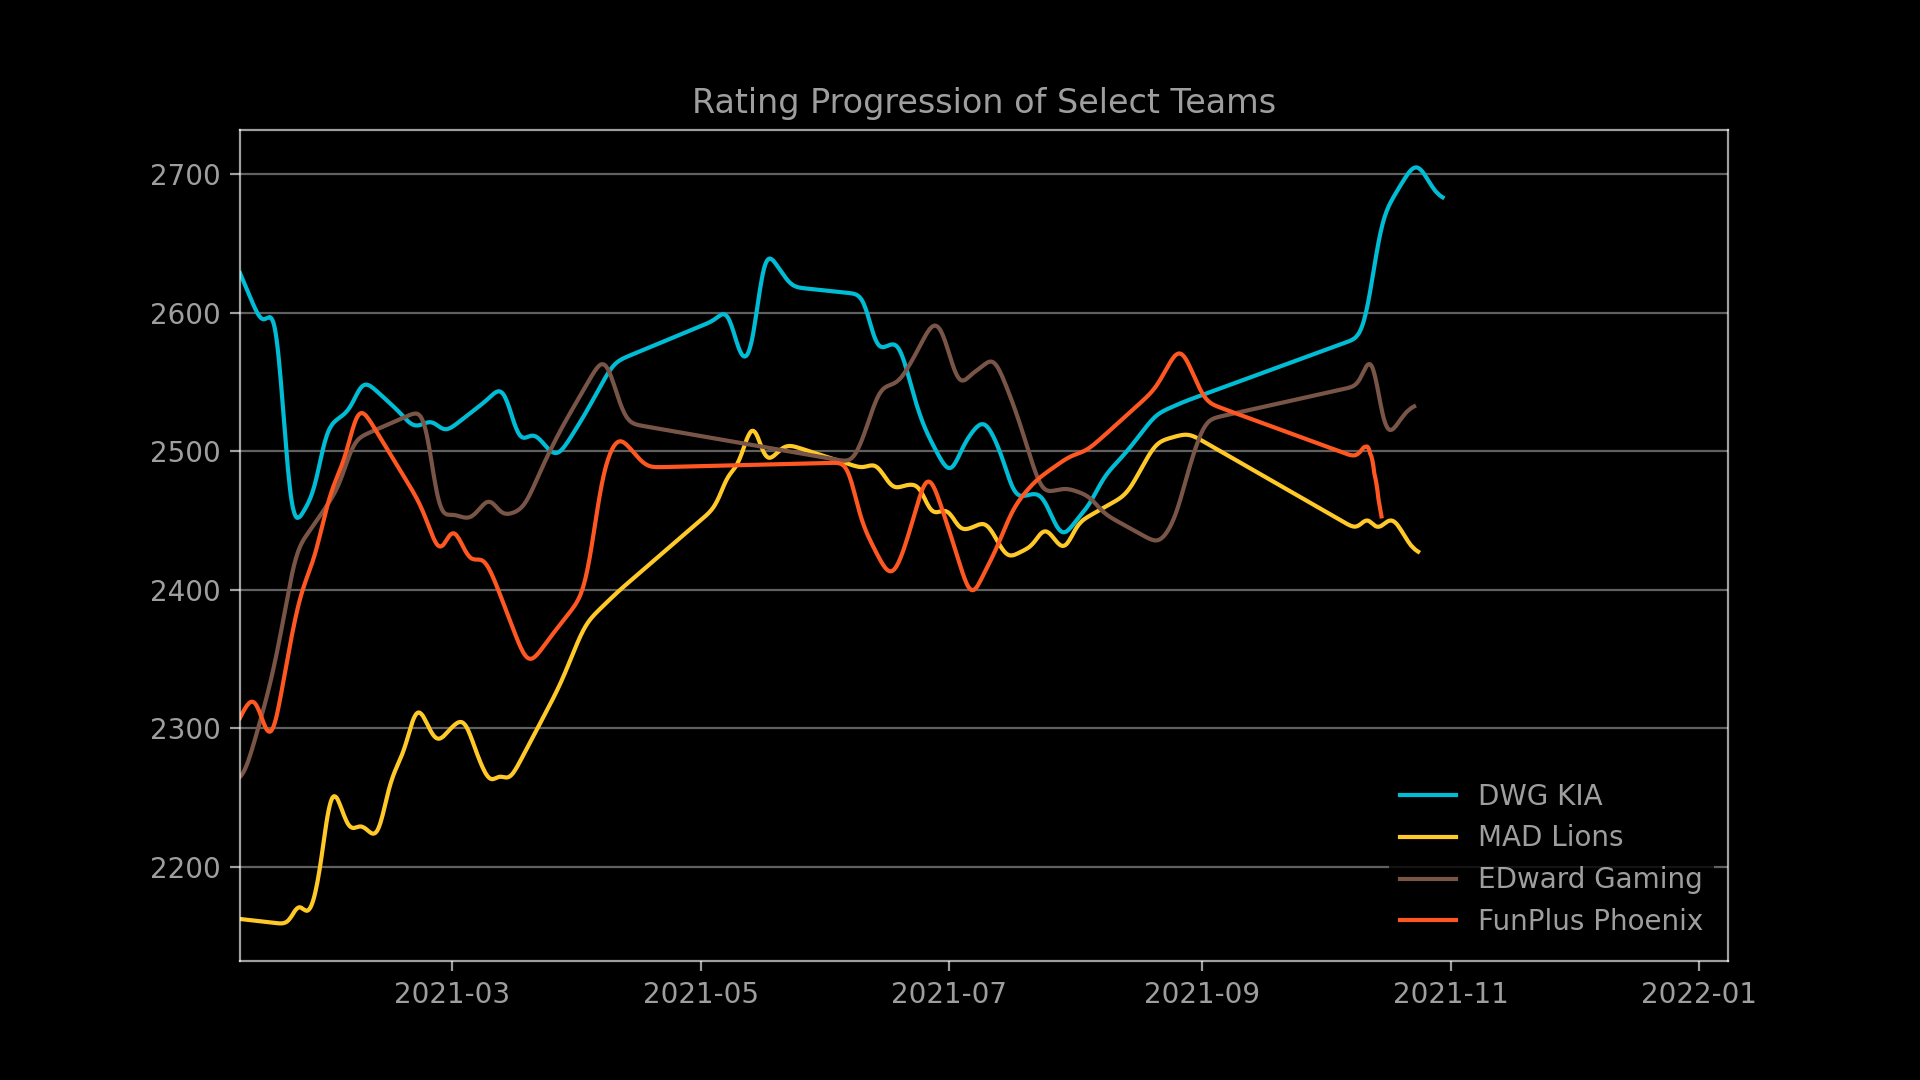 Rating Progression of Select Teams
2700
2600
2500
2400
2300
2200
DWG KIA
MAD Lions
EDward Gaming
FunPlus Phoenix
2021-03 2021-05 2021-07 2021-09 2021-11 2022-01